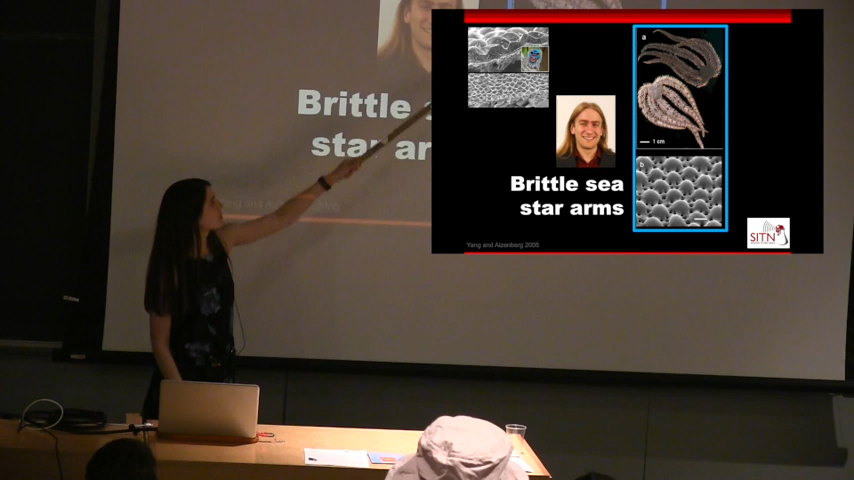 Brittle
star ar
a
1 cm
b
Brittle sea
star arms
SITN
Yang and Aizenberg 2005